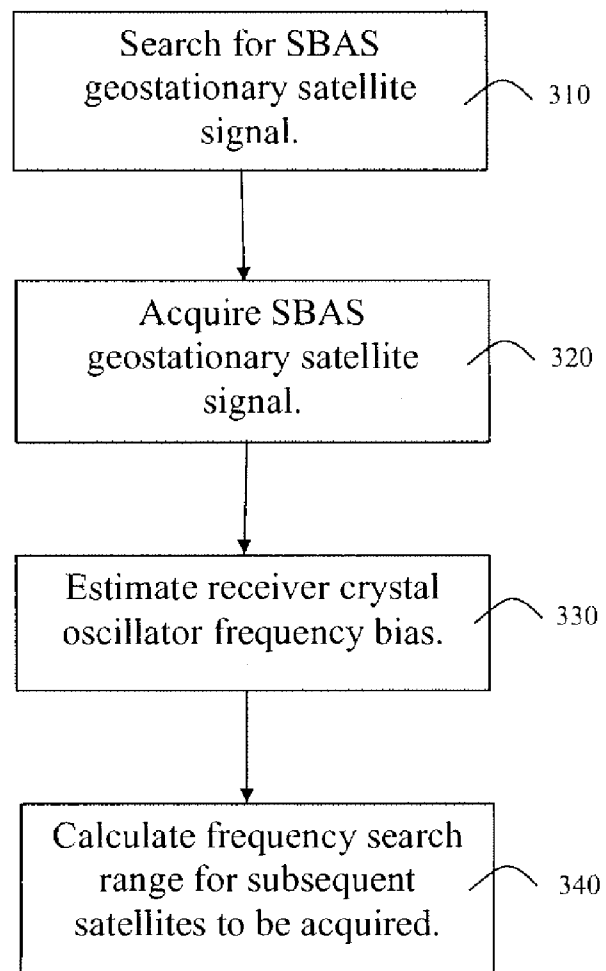 Search for SBAS
geostationary satellite
signal.
310
Acquire SBAS
geostationary satellite
signal.
320
Estimate receiver crystal
oscillator frequency bias.
330
Calculate frequency search
range for subsequent
satellites to be acquired.
340